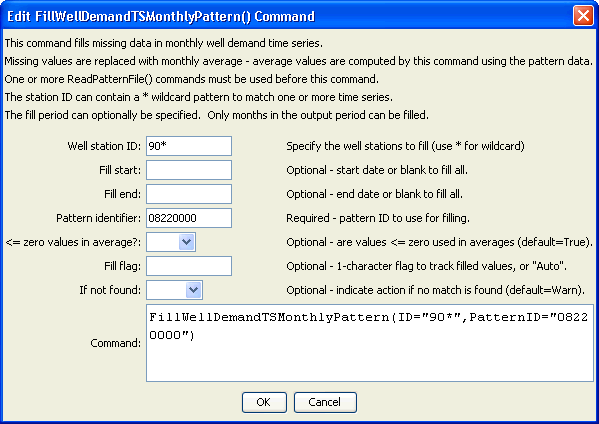 Edit FillWellDemandTSMonthlyPattern() Command
This command fills missing data in monthly well demand time series.
Missing values are replaced with monthly average - average values are computed by this command using the pattern data.
One or more ReadPatternFile() commands must be used before this command.
The station ID can contain a * wildcard pattern to match one or more time series.
The fill period can optionally be specified.  Only months in the output period can be filled.
Well station ID: 90* Specify the well stations to fill (use * for wildcard)
Fill start: Optional - start date or blank to fill all.
Fill end: Optional - end date or blank to fill all.
Pattern identifier: 08220000 Required - pattern ID to use for filling.
<= zero values in average?: Optional - are values <= zero used in averages (default=True).
Fill flag: Optional - 1-character flag to track filled values, or "Auto".
If not found: Optional - indicate action if no match is found (default=Warn).
Command: FillWellDemandTSMonthlyPattern(ID="90*",PatternID="0822
0000")
OK Cancel